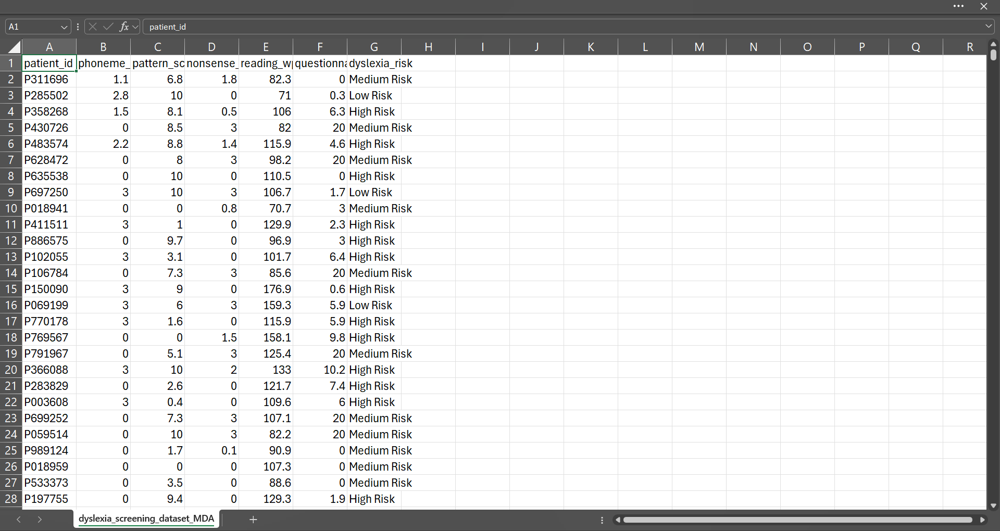 A1 fx patient_id
A B C D E F G H I J K L M N O P Q R
1 patient_id phoneme_ pattern_sc nonsense_ reading_w questionna dyslexia_risk
2 P311696 1.1 6.8 1.8 82.3 0 Medium Risk
3 P285502 2.8 10 0 71 0.3 Low Risk
4 P358268 1.5 8.1 0.5 106 6.3 High Risk
5 P430726 0 8.5 3 82 20 Medium Risk
6 P483574 2.2 8.8 1.4 115.9 4.6 High Risk
7 P628472 0 8 3 98.2 20 Medium Risk
8 P635538 0 10 0 110.5 0 High Risk
9 P697250 3 10 3 106.7 1.7 Low Risk
10 P018941 0 0 0.8 70.7 3 Medium Risk
11 P411511 3 1 0 129.9 2.3 High Risk
12 P886575 0 9.7 0 96.9 3 High Risk
13 P102055 3 3.1 0 101.7 6.4 High Risk
14 P106784 0 7.3 3 85.6 20 Medium Risk
15 P150090 3 9 0 176.9 0.6 High Risk
16 P069199 3 6 3 159.3 5.9 Low Risk
17 P770178 3 1.6 0 115.9 5.9 High Risk
18 P769567 0 0 1.5 158.1 9.8 High Risk
19 P791967 0 5.1 3 125.4 20 Medium Risk
20 P366088 3 10 2 133 10.2 High Risk
21 P283829 0 2.6 0 121.7 7.4 High Risk
22 P003608 3 0.4 0 109.6 6 High Risk
23 P699252 0 7.3 3 107.1 20 Medium Risk
24 P059514 0 10 3 82.2 20 Medium Risk
25 P989124 0 1.7 0.1 90.9 0 Medium Risk
26 P018959 0 0 0 107.3 0 Medium Risk
27 P533373 0 3.5 0 88.6 0 Medium Risk
28 P197755 0 9.4 0 129.3 1.9 High Risk
dyslexia_screening_dataset_MDA